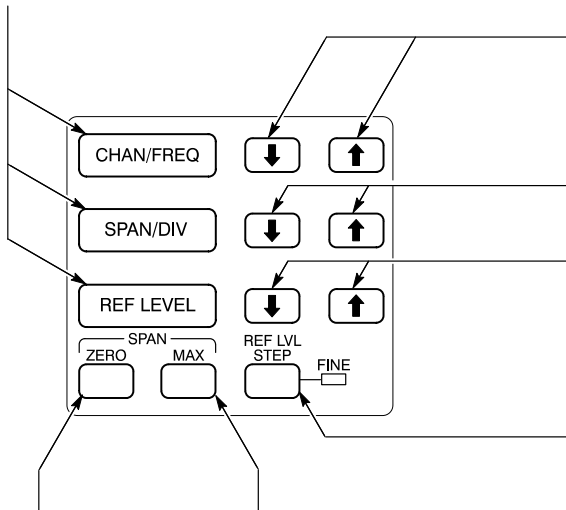 CHAN/FREQ
SPAN/DIV
REF LEVEL
SPAN
ZERO
MAX
REF LVL
STEP
FINE